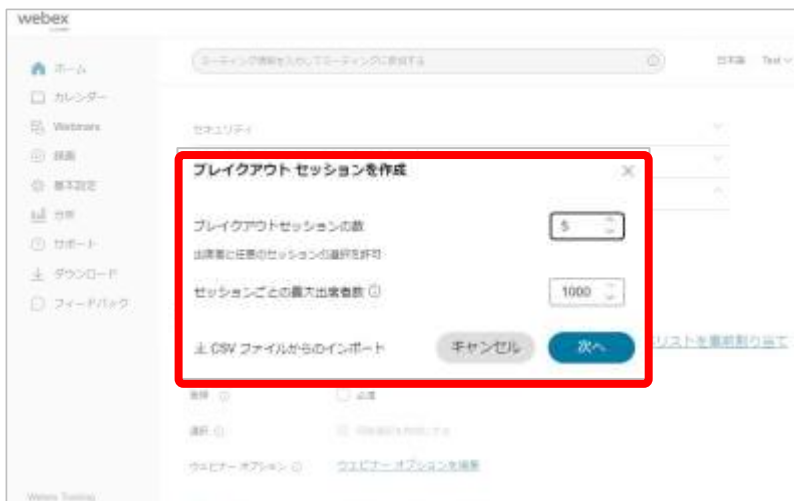 webex
ホーム
カレンダー
Webinars
録画
基本設定
分析
サポート
ダウンロード
フィードバック
ミーティング情報を入力してミーティングに参加する
日本語
Test
セキュリティ
ブレイクアウト セッションを作成
ブレイクアウトセッションの数
5
出席者に任意のセッションの選択を許可
セッションごとの最大出席者数
1000
CSV ファイルからのインポート
キャンセル
次へ
リストを事前割り当て
登録
必須
ウェビナー オプション
ウェビナー オプションを編集
Webex Training